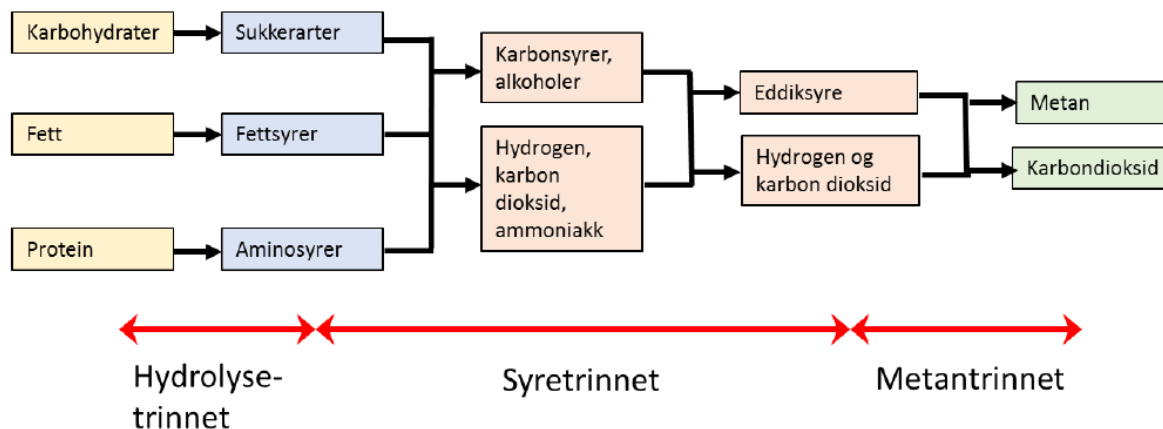 Karbohydrater
Sukkerarter
Fett
Fettsyrer
Protein
Aminosyrer
Karbonsyrer,
alkoholer
Hydrogen,
karbon
dioksid,
ammoniakk
Eddiksyre
Hydrogen og
karbon dioksid
Metan
Karbondioksid
Hydrolyse-
trinnet
Syretrinnet
Metantrinnet